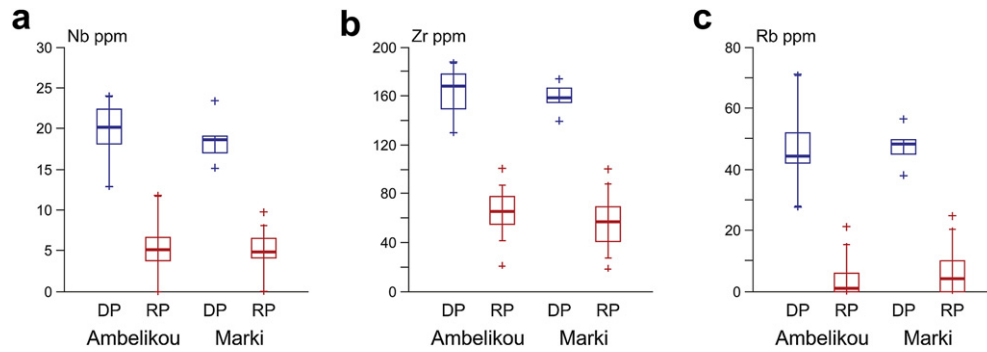 a
Nb ppm
30
25
20
15
10
5
0
DP RP DP RP
Ambelikou Marki
b
Zr ppm
200
160
120
80
40
0
DP RP DP RP
Ambelikou Marki
c
Rb ppm
80
60
40
20
0
DP RP DP RP
Ambelikou Marki